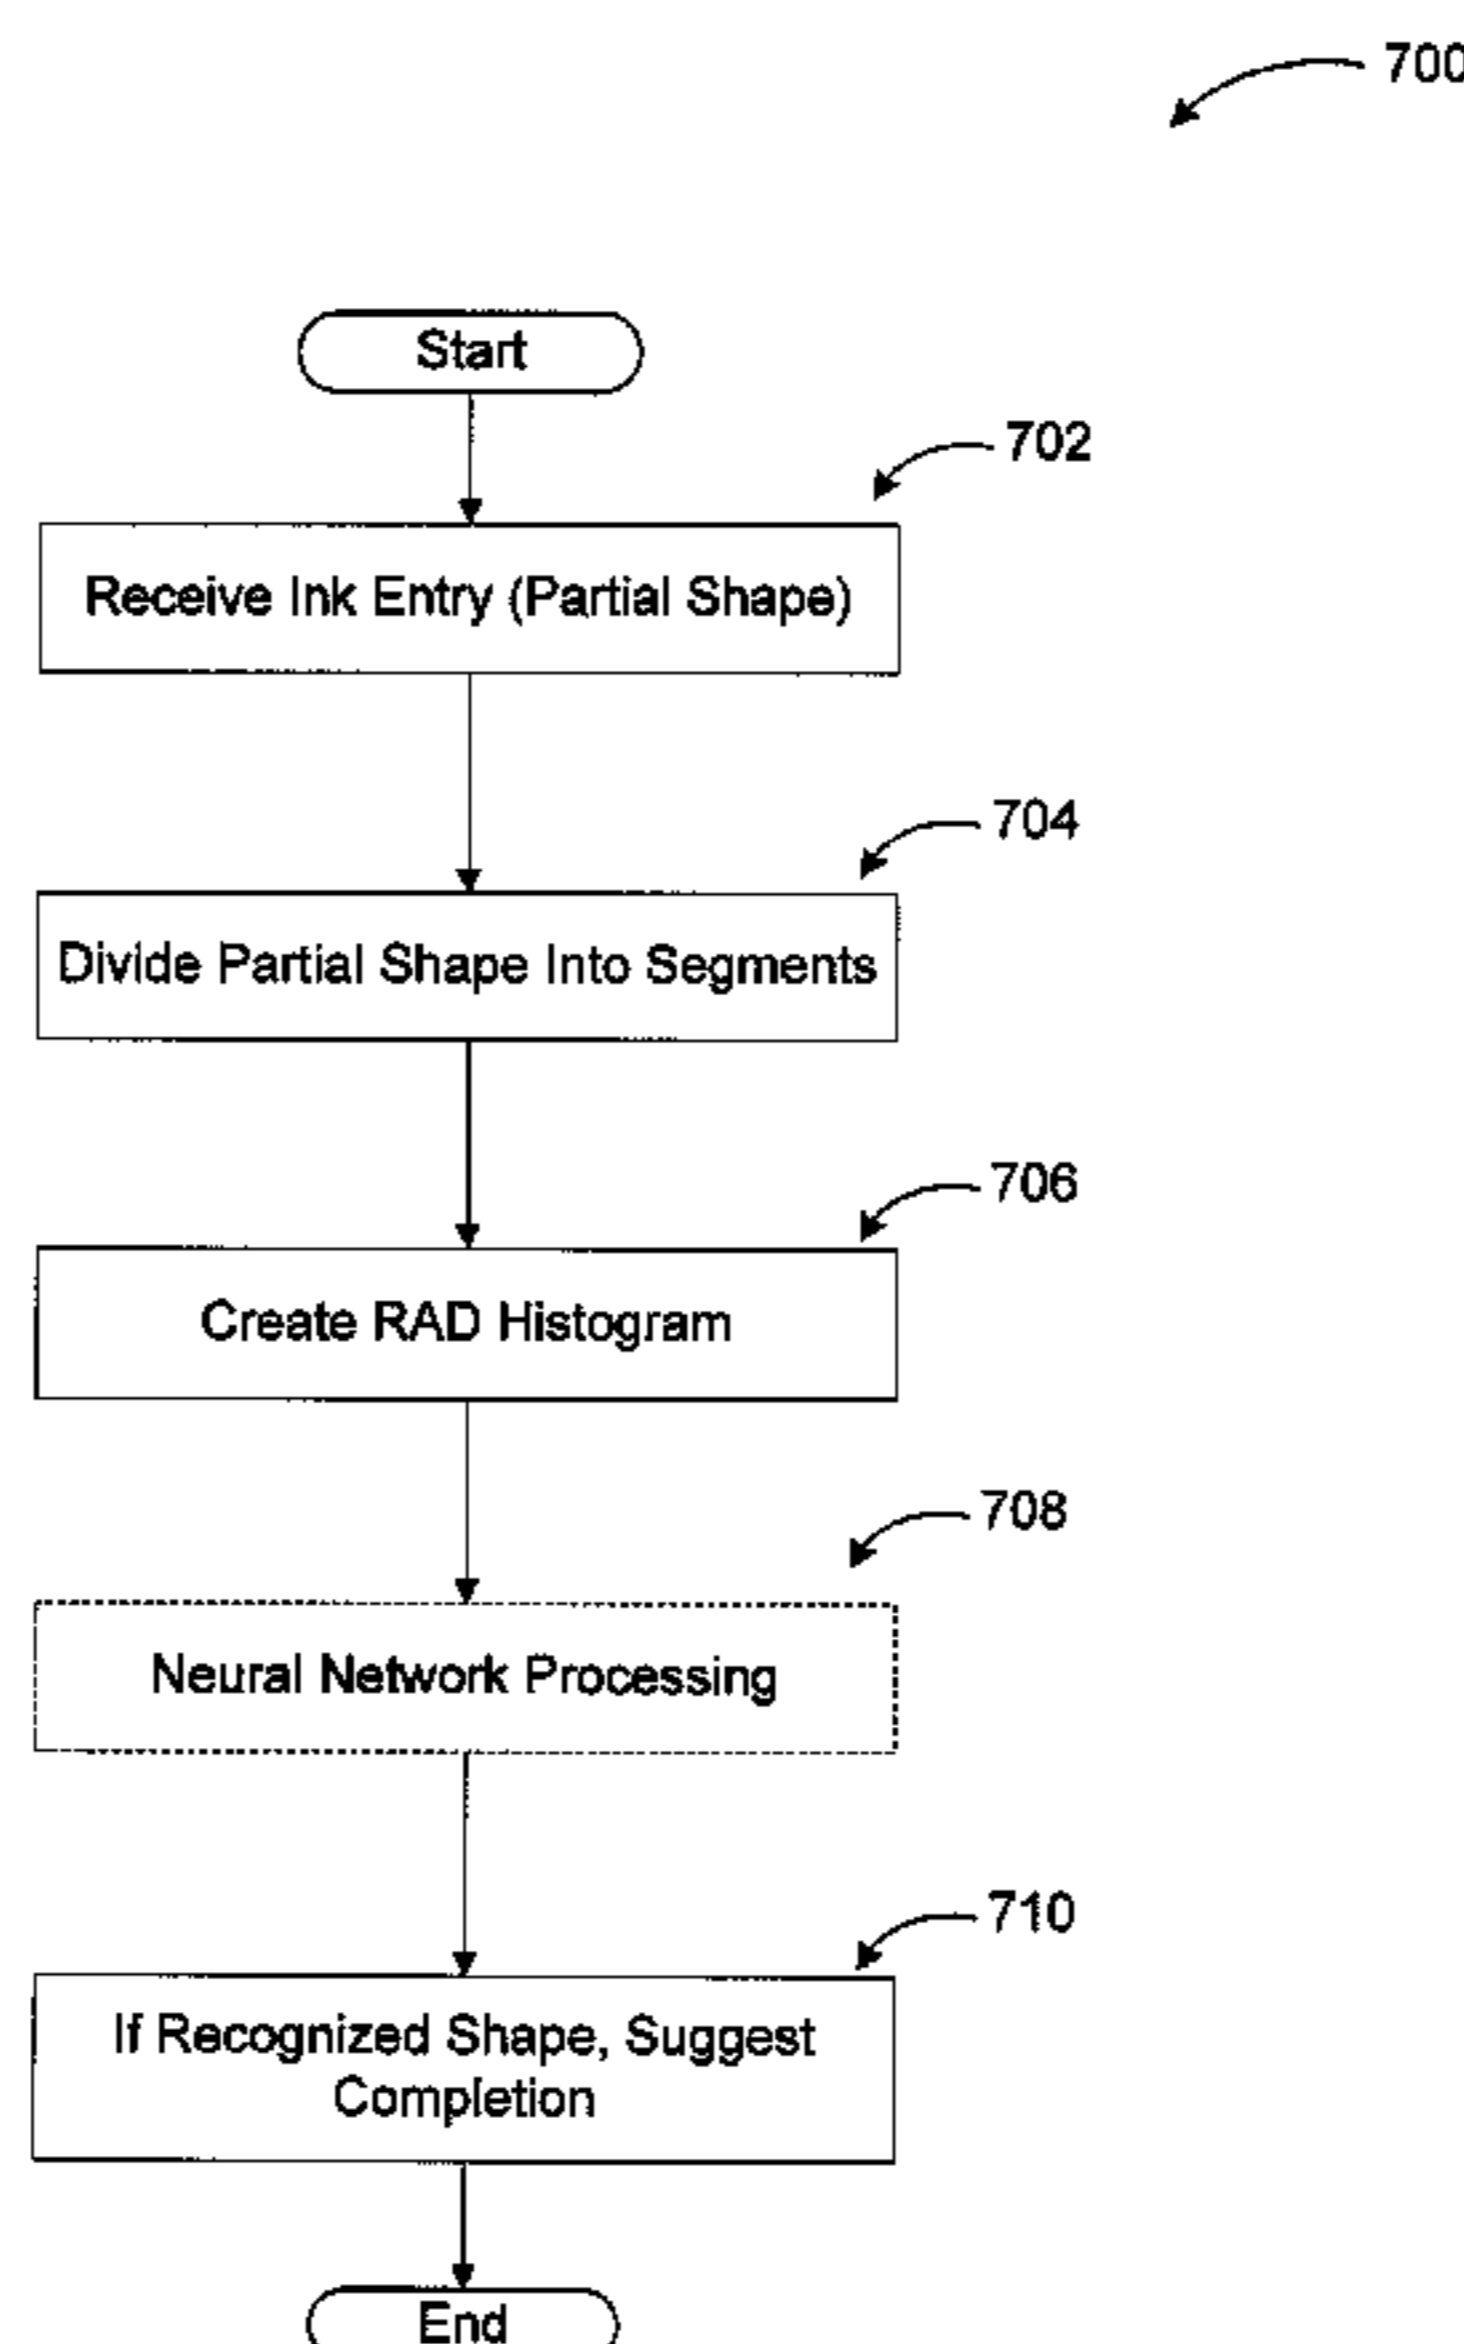 700
Start
702
Receive Ink Entry (Partial Shape)
704
Divide Partial Shape Into Segments
706
Create RAD Histogram
708
Neural Network Processing
710
If Recognized Shape, Suggest
Completion
End